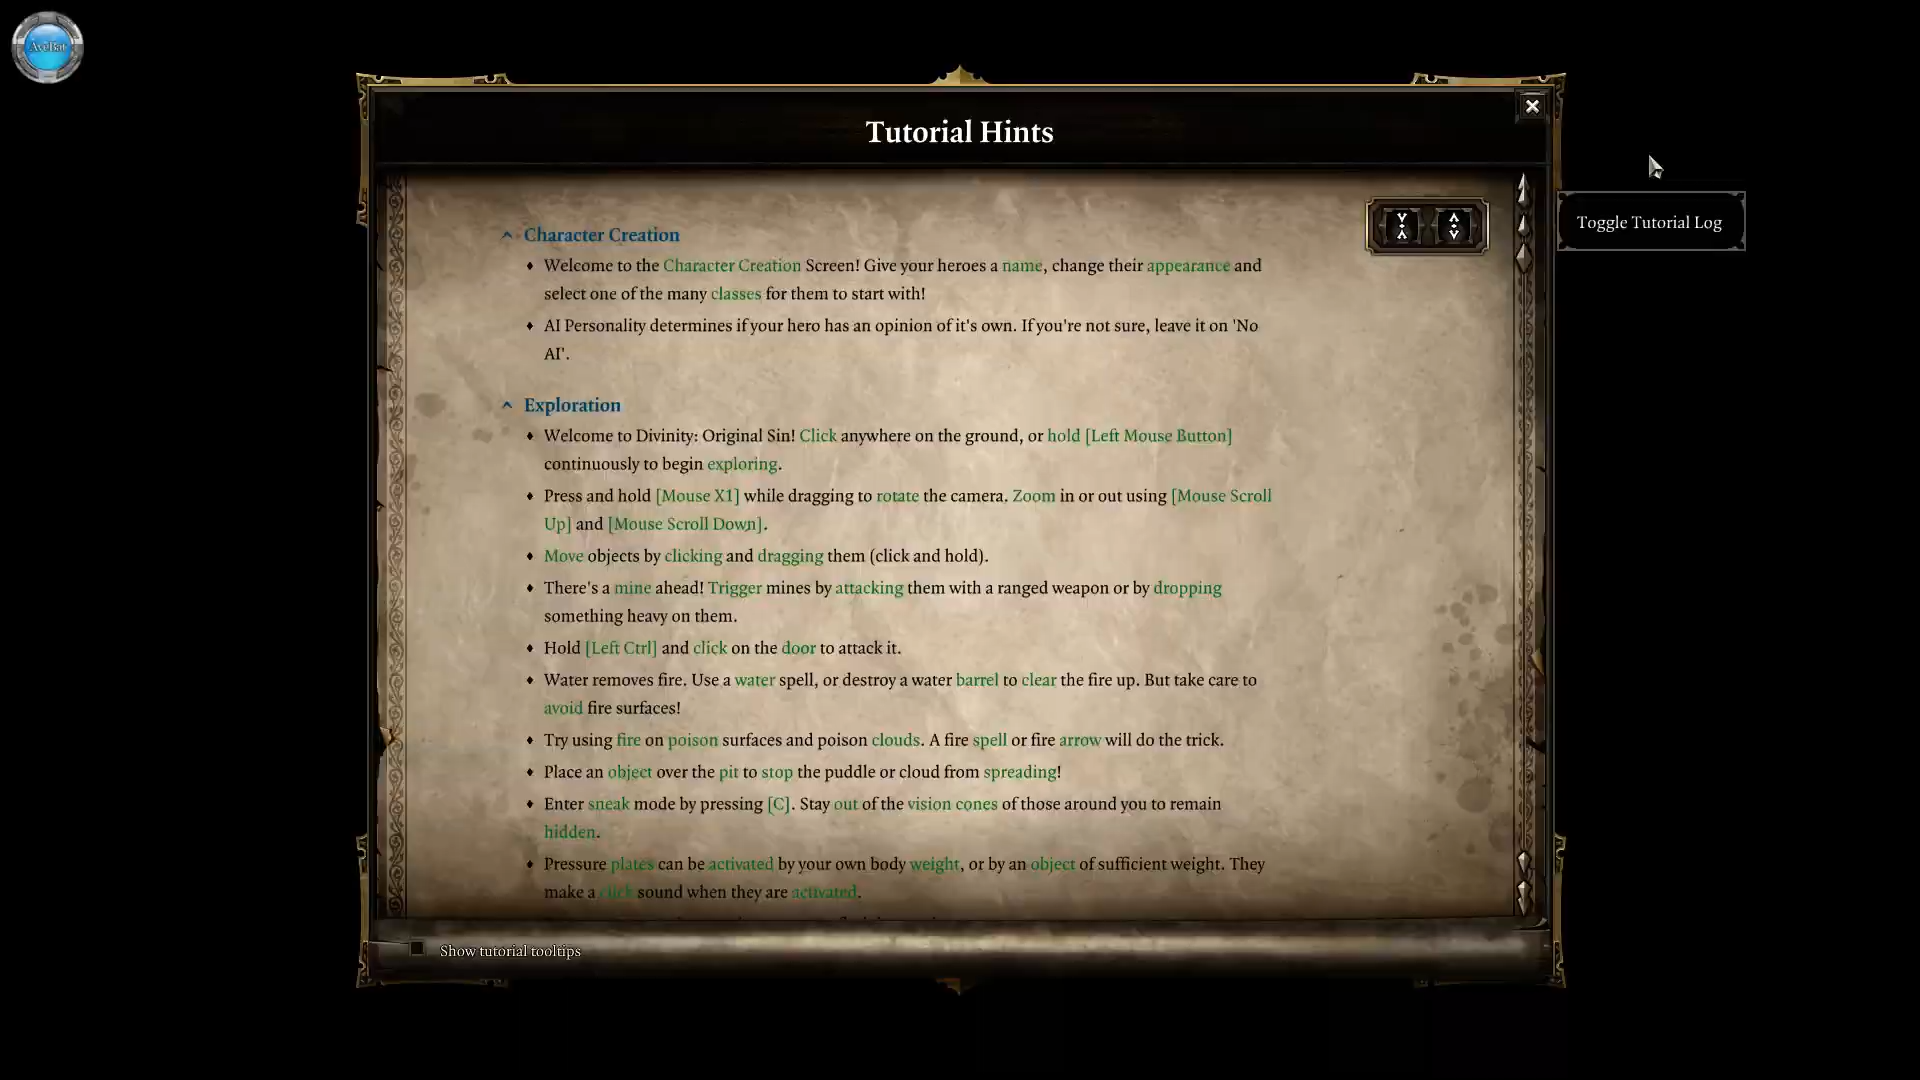 AveBat
Tutorial Hints
Toggle Tutorial Log
Character Creation
Welcome to the Character Creation Screen! Give your heroes a name, change their appearance and
select one of the many classes for them to start with!
AI Personality determines if your hero has an opinion of it's own. If you're not sure, leave it on 'No
AI'.
Exploration
Welcome to Divinity: Original Sin! Click anywhere on the ground, or hold [Left Mouse Button]
continuously to begin exploring.
Press and hold [Mouse X1] while dragging to rotate the camera. Zoom in or out using [Mouse Scroll
Up] and [Mouse Scroll Down].
Move objects by clicking and dragging them (click and hold).
There's a mine ahead! Trigger mines by attacking them with a ranged weapon or by dropping
something heavy on them.
Hold [Left Ctrl] and click on the door to attack it.
Water removes fire. Use a water spell, or destroy a water barrel to clear the fire up. But take care to
avoid fire surfaces!
Try using fire on poison surfaces and poison clouds. A fire spell or fire arrow will do the trick.
Place an object over the pit to stop the puddle or cloud from spreading!
Enter sneak mode by pressing [C]. Stay out of the vision cones of those around you to remain
hidden.
Pressure plates can be activated by your own body weight, or by an object of sufficient weight. They
make a click sound when they are activated.
Show tutorial tooltips